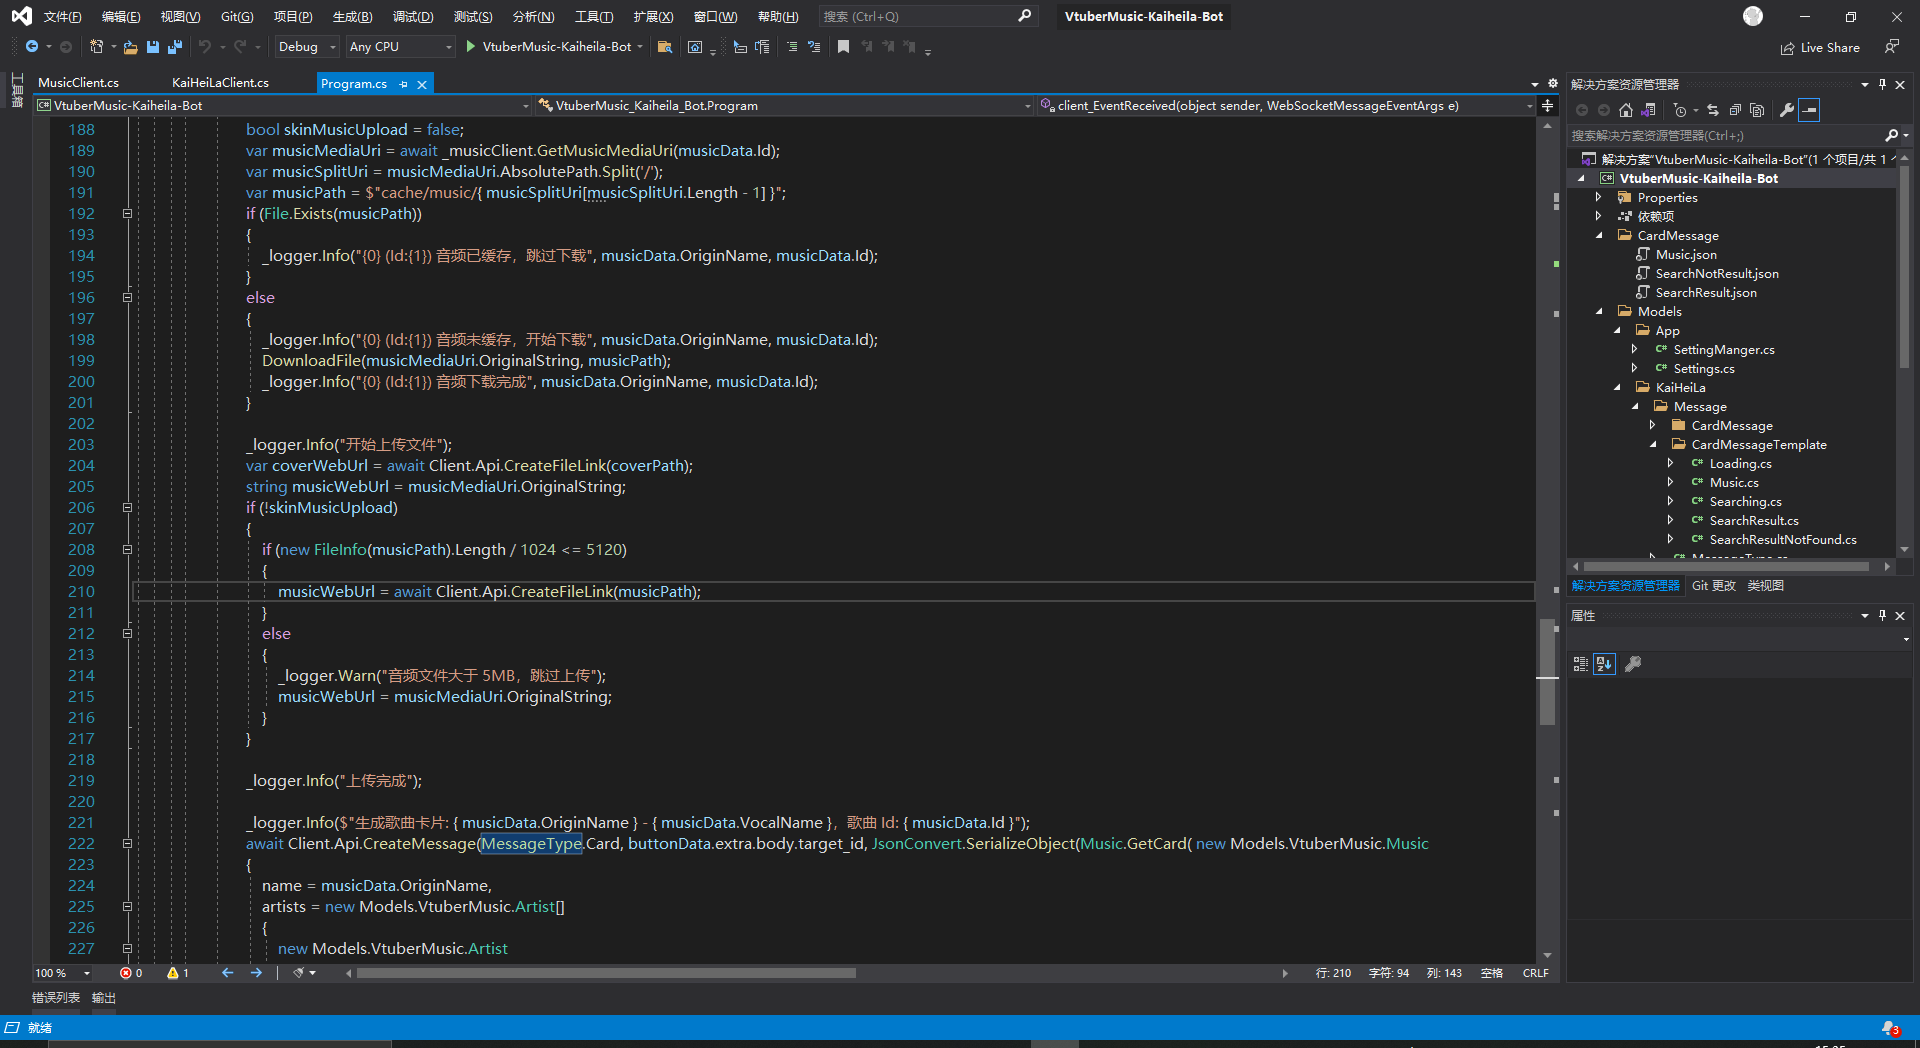 文件(F) 编辑(E) 视图(V) Git(G) 项目(P) 生成(B) 调试(D) 测试(S) 分析(N) 工具(T) 扩展(X) 窗口(W) 帮助(H) 搜索 (Ctrl+Q) VtuberMusic-Kaiheila-Bot
Debug Any CPU VtuberMusic-Kaiheila-Bot Live Share
工具箱
MusicClient.cs KaiHeiLaClient.cs Program.cs
VtuberMusic-Kaiheila-Bot VtuberMusic_Kaiheila_Bot.Program client_EventReceived(object sender, WebSocketMessageEventArgs e)
188 bool skinMusicUpload = false;
189 var musicMediaUri = await _musicClient.GetMusicMediaUri(musicData.Id);
190 var musicSplitUri = musicMediaUri.AbsolutePath.Split('/');
191 var musicPath = $"cache/music/{ musicSplitUri[musicSplitUri.Length - 1] }";
192 if (File.Exists(musicPath))
193 {
194 _logger.Info("{0} (Id:{1}) 音频已缓存，跳过下载", musicData.OriginName, musicData.Id);
195 }
196 else
197 {
198 _logger.Info("{0} (Id:{1}) 音频未缓存，开始下载", musicData.OriginName, musicData.Id);
199 DownloadFile(musicMediaUri.OriginalString, musicPath);
200 _logger.Info("{0} (Id:{1}) 音频下载完成", musicData.OriginName, musicData.Id);
201 }
202
203 _logger.Info("开始上传文件");
204 var coverWebUrl = await Client.Api.CreateFileLink(coverPath);
205 string musicWebUrl = musicMediaUri.OriginalString;
206 if (!skinMusicUpload)
207 {
208 if (new FileInfo(musicPath).Length / 1024 <= 5120)
209 {
210 musicWebUrl = await Client.Api.CreateFileLink(musicPath);
211 }
212 else
213 {
214 _logger.Warn("音频文件大于 5MB，跳过上传");
215 musicWebUrl = musicMediaUri.OriginalString;
216 }
217 }
218
219 _logger.Info("上传完成");
220
221 _logger.Info($"生成歌曲卡片: { musicData.OriginName } - { musicData.VocalName }，歌曲 Id: { musicData.Id }");
222 await Client.Api.CreateMessage(MessageType.Card, buttonData.extra.body.target_id, JsonConvert.SerializeObject(Music.GetCard( new Models.VtuberMusic.Music
223 {
224 name = musicData.OriginName,
225 artists = new Models.VtuberMusic.Artist[]
226 {
227 new Models.VtuberMusic.Artist
100 % 0 1 行: 210 字符: 94 列: 143 空格 CRLF
错误列表 输出
就绪 3
解决方案资源管理器
搜索解决方案资源管理器(Ctrl+;)
解决方案"VtuberMusic-Kaiheila-Bot"(1 个项目/共 1
VtuberMusic-Kaiheila-Bot
Properties
依赖项
CardMessage
Music.json
SearchNotResult.json
SearchResult.json
Models
App
C# SettingManger.cs
C# Settings.cs
KaiHeiLa
Message
CardMessage
CardMessageTemplate
C# Loading.cs
C# Music.cs
C# Searching.cs
C# SearchResult.cs
C# SearchResultNotFound.cs
解决方案资源管理器 Git 更改 类视图
属性